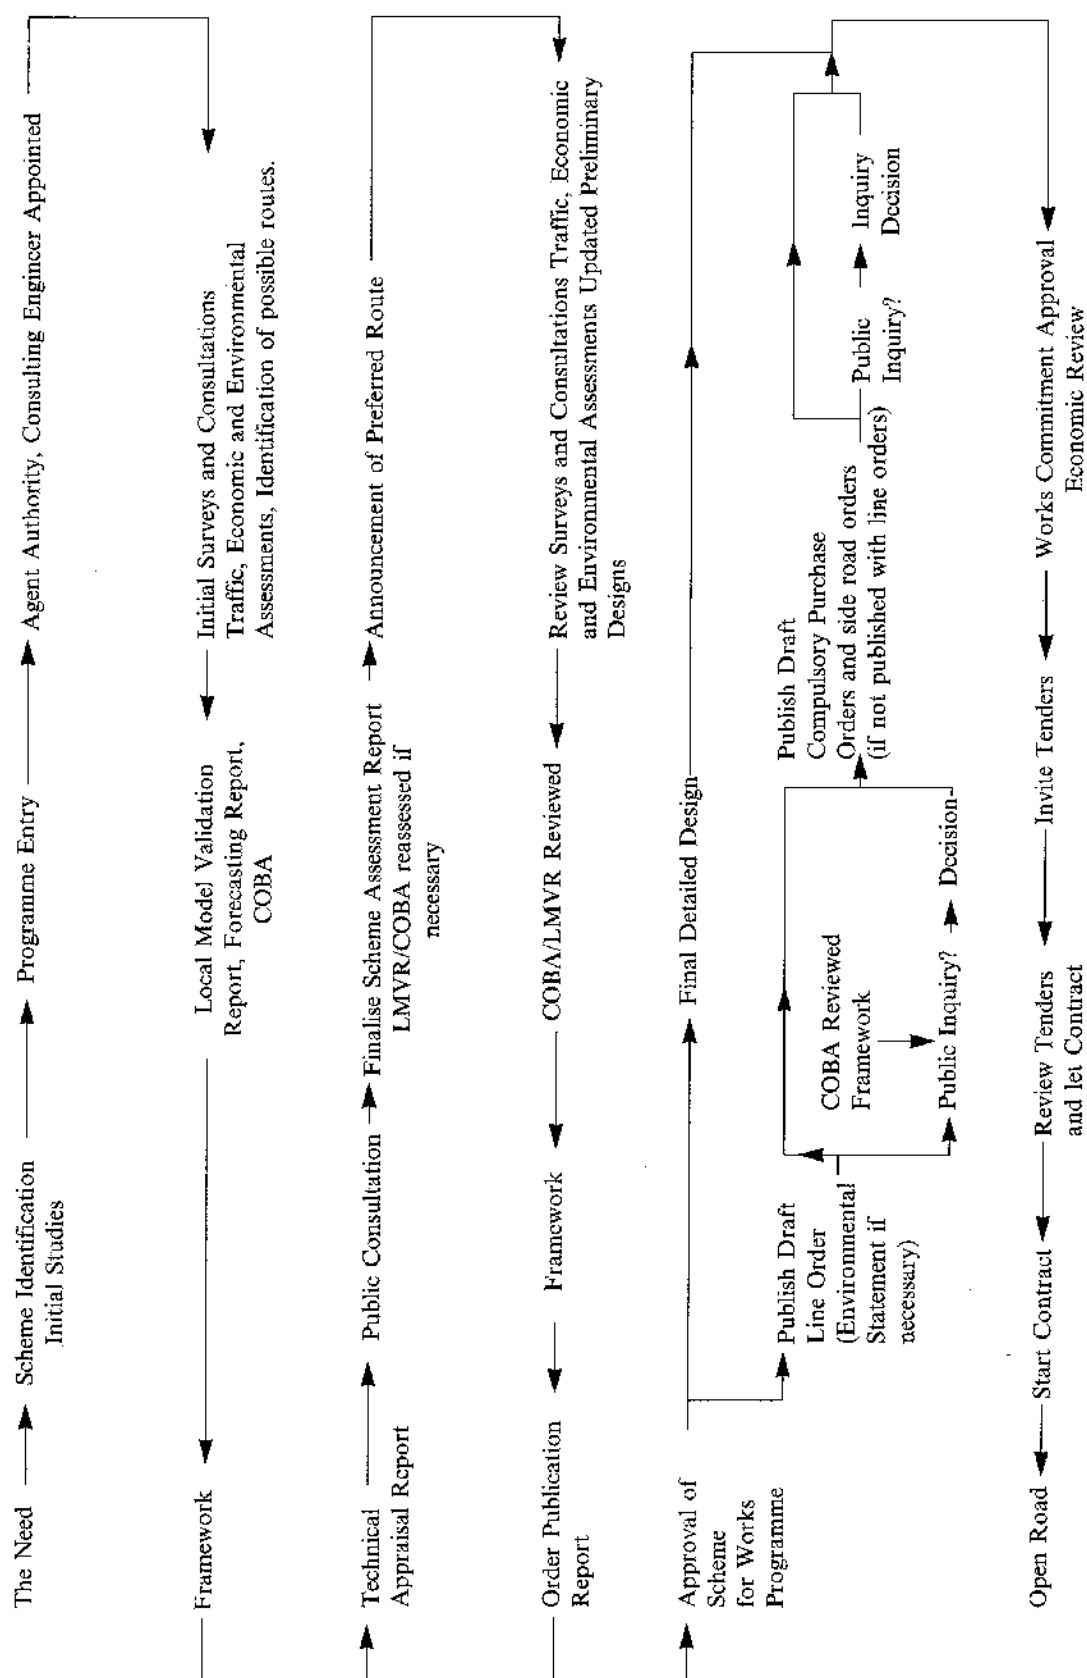 The Need
Scheme Identification
Initial Studies
Programme Entry
Agent Authority, Consulting Engineer Appointed
Initial Surveys and Consultations
Traffic, Economic and Environmental
Assessments, Identification of possible routes.
Local Model Validation
Report, Forecasting Report,
COBA
Framework
Technical
Appraisal Report
Public Consultation
Finalise Scheme Assessment Report
LMVR/COBA reassessed if
necessary
Announcement of Preferred Route
Review Surveys and Consultations Traffic, Economic
and Environmental Assessments Updated Preliminary
Designs
COBA/LMVR Reviewed
Framework
Order Publication
Report
Approval of
Scheme
for Works
Programme
Final Detailed Design
Publish Draft
Line Order
(Environmental
Statement if
necessary)
COBA Reviewed
Framework
Public Inquiry?
Decision-
Publish Draft
Compulsory Purchase
Orders and side road orders
(if not published with line orders)
Public
Inquiry?
Inquiry
Decision
Works Commitment Approval
Economic Review
Invite Tenders
Review Tenders
and let Contract
Start Contract
Open Road